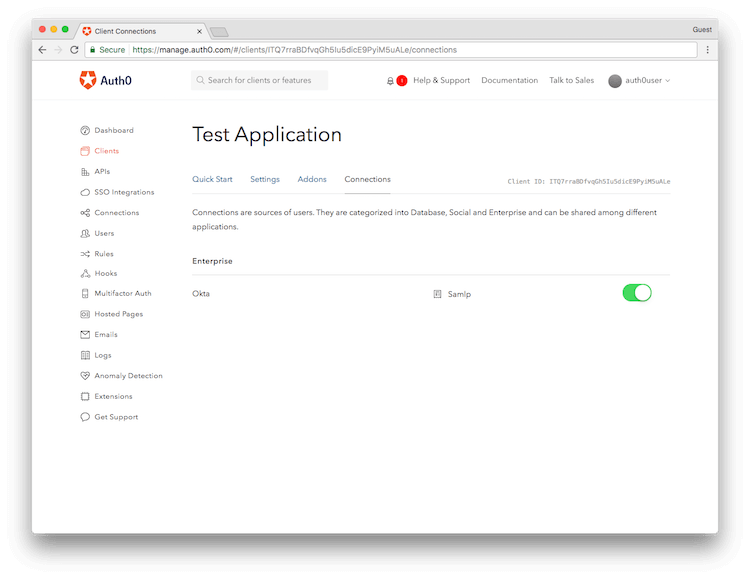 Client Connections
Guest
Secure https://manage.auth0.com/#/clients/ITQ7rraBDfvqGh5Iu5dicE9PyiM5uALe/connections
Auth0
Search for clients or features
1
Help & Support
Documentation
Talk to Sales
auth0user
Dashboard
Clients
APIs
SSO Integrations
Connections
Users
Rules
Hooks
Multifactor Auth
Hosted Pages
Emails
Logs
Anomaly Detection
Extensions
Get Support
Test Application
Quick Start
Settings
Addons
Connections
Client ID: ITQ7rraBDfvqGh5Iu5dicE9PyiM5uALe
Connections are sources of users. They are categorized into Database, Social and Enterprise and can be shared among different
applications.
Enterprise
Okta
Samlp